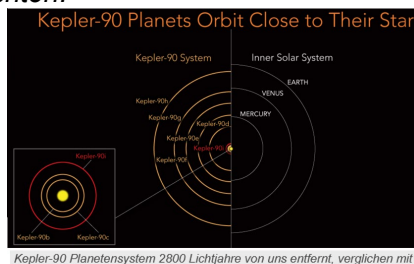 Kepler-90 Planets Orbit Close to Their Star
Kepler-90 System
Inner Solar System
EARTH
VENUS
MERCURY
Kepler-90h
Kepler-90g
Kepler-90d
Kepler-90e
Kepler-90i
Kepler-90f
Kepler-90i
Kepler-90b
Kepler-90c
Kepler-90 Planetensystem 2800 Lichtjahre von uns entfernt, verglichen mit